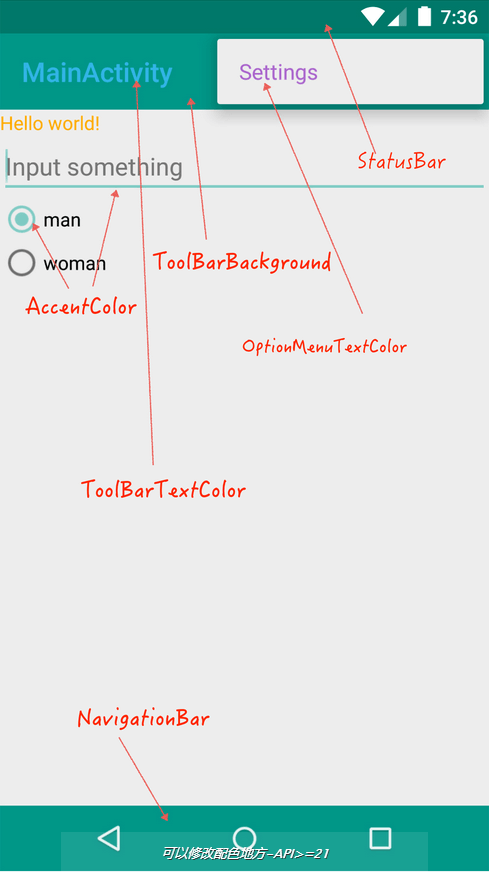 7:36
MainActivity
Settings
Hello world!
StatusBar
Input something
man
woman
ToolBarBackground
AccentColor
OptionMenuTextColor
ToolBarTextColor
NavigationBar
可以修改配色地方-API>=21